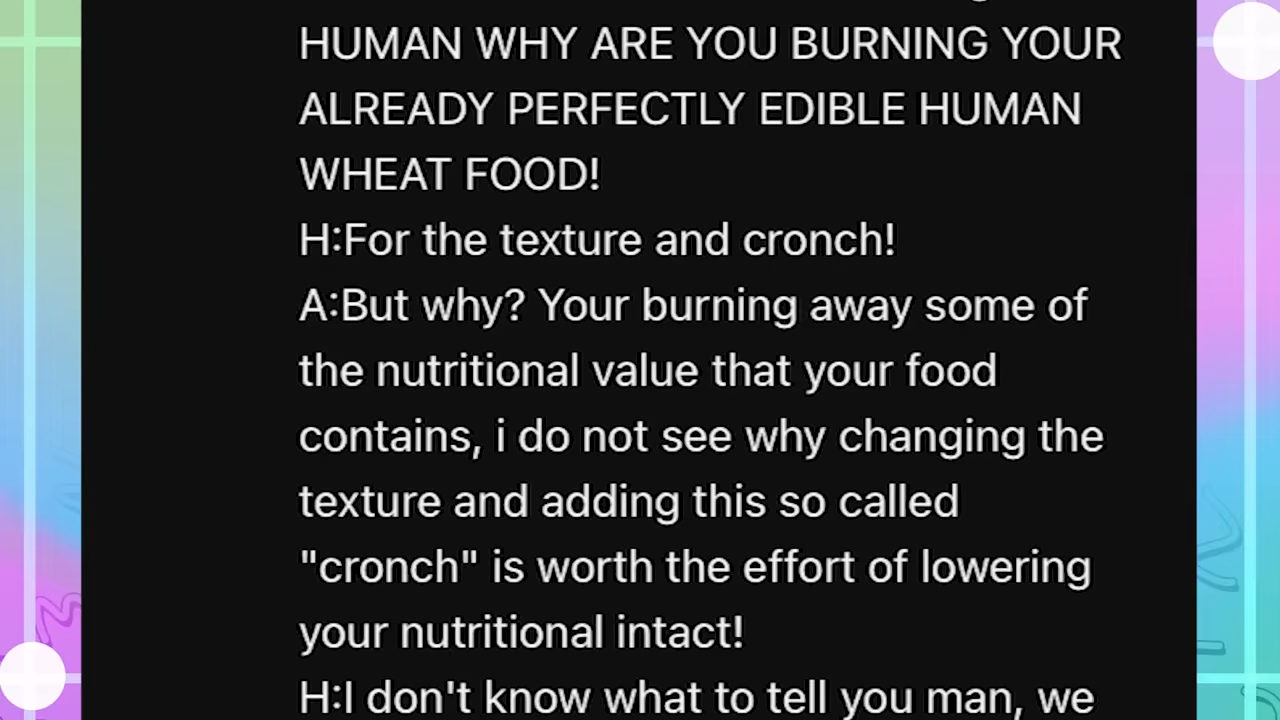 HUMAN WHY ARE YOU BURNING YOUR
ALREADY PERFECTLY EDIBLE HUMAN
WHEAT FOOD!
H:For the texture and cronch!
A:But why? Your burning away some of
the nutritional value that your food
contains, i do not see why changing the
texture and adding this so called
"cronch" is worth the effort of lowering
your nutritional intact!
H:I don't know what to tell you man, we